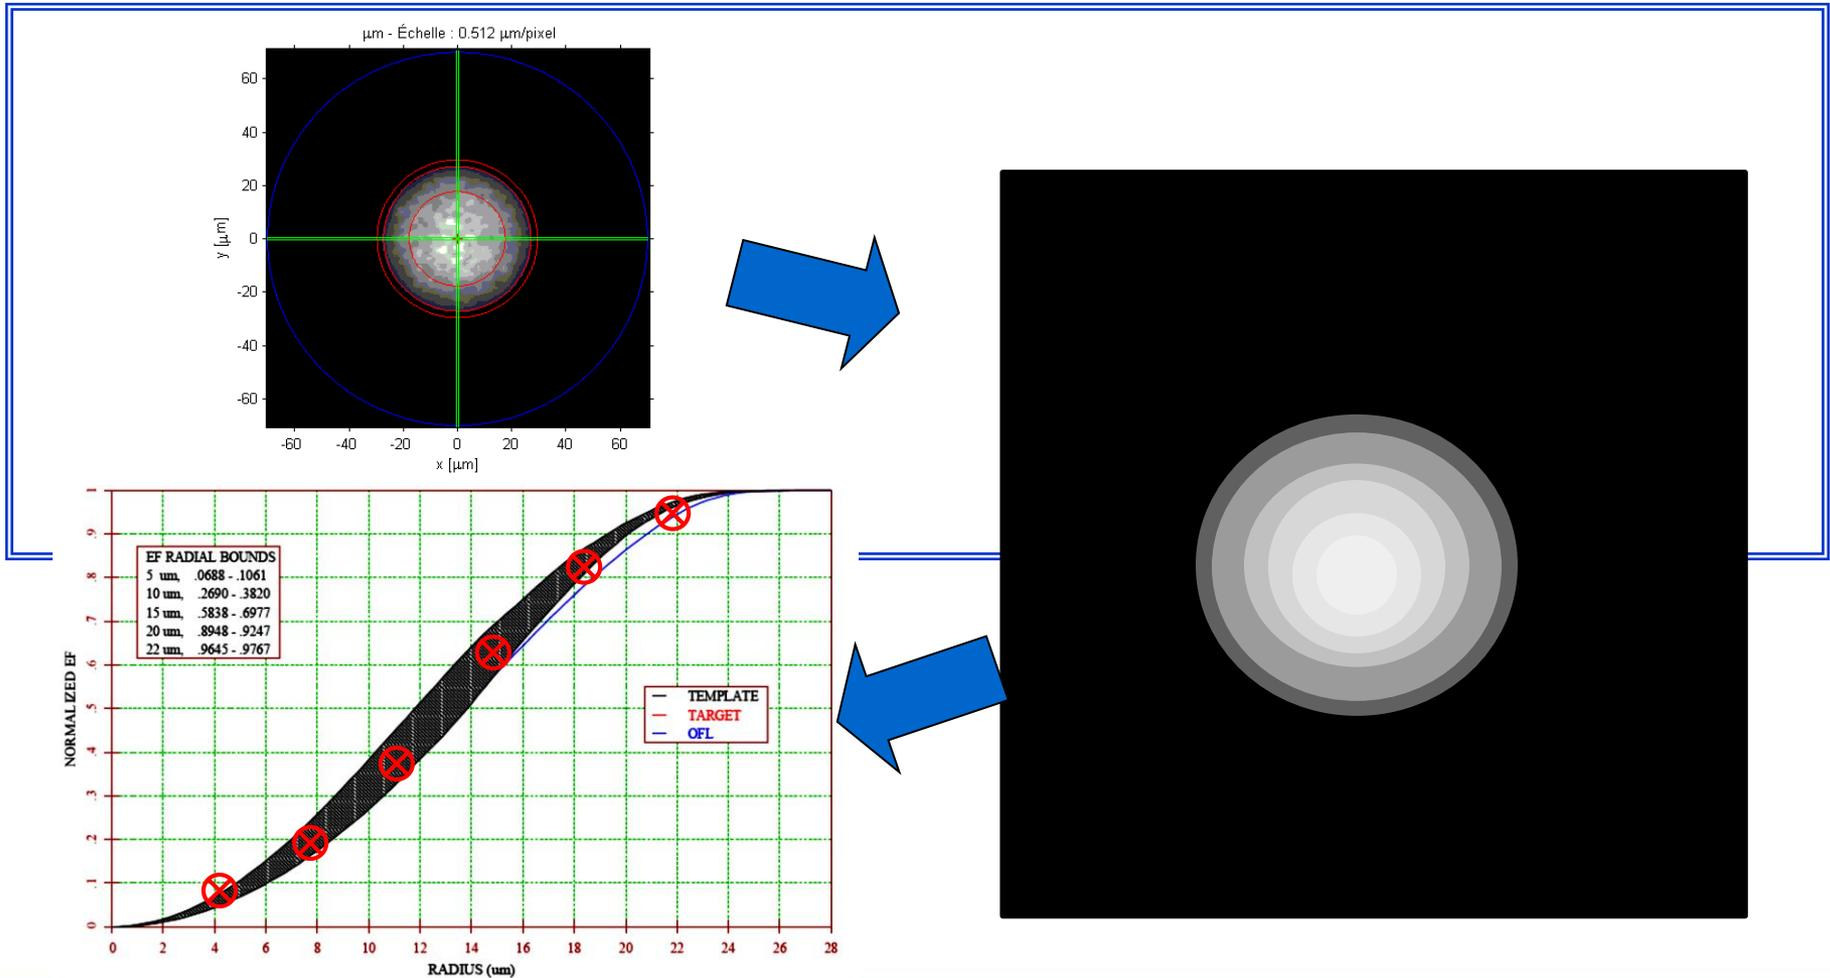 µm - Échelle : 0.512 µm/pixel
60
40
20
0
-20
-40
-60
y [µm]
-60 -40 -20 0 20 40 60
x [µm]
1
.9
.8
.7
.6
.5
.4
.3
.2
.1
0
NORMALIZED EF
EF RADIAL BOUNDS
5 um, .0688 - .1061
10 um, .2690 - .3820
15 um, .5838 - .6977
20 um, .8948 - .9247
22 um, .9645 - .9767
TEMPLATE
TARGET
OFL
0 2 4 6 8 10 12 14 16 18 20 22 24 26 28
RADIUS (um)